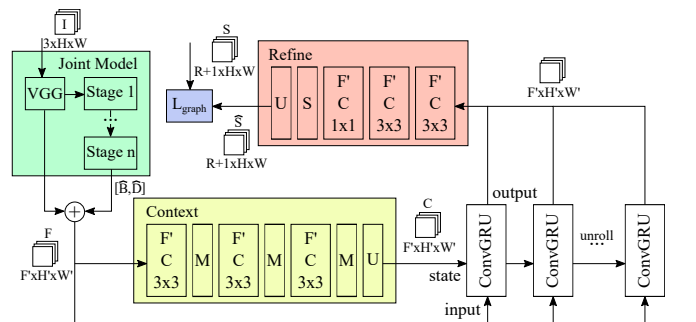 I
3xHxW
Joint Model
VGG
Stage 1
...
Stage n
[B̂,D̂]
+
F
F'xH'xW'
S
R+1xHxW
L_graph
Ŝ
R+1xHxW
Refine
U
S
F'
C
1x1
F'
C
3x3
F'
C
3x3
F'xH'xW'
Context
F'
C
3x3
M
F'
C
3x3
M
F'
C
3x3
M
U
C
F'xH'xW'
state
input
output
ConvGRU
ConvGRU
unroll
...
ConvGRU